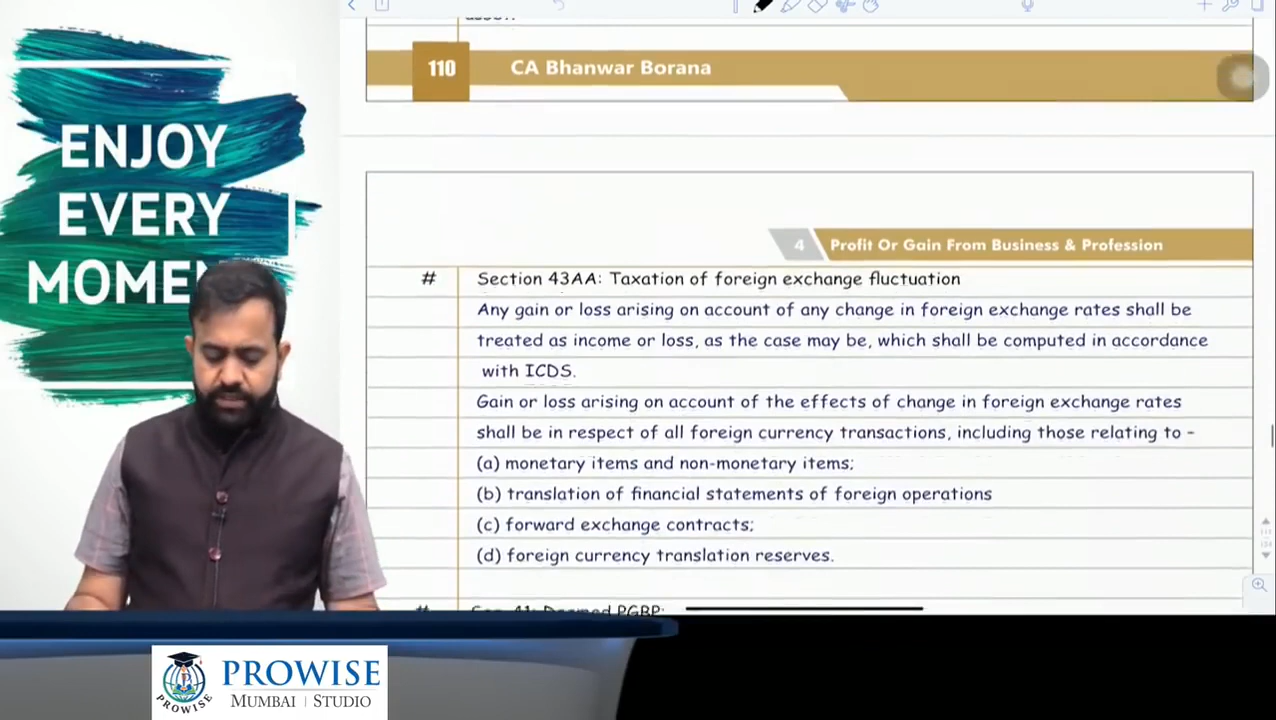 ENJOY
EVERY
110 CA Bhanwar Borana
4 Profit Or Gain From Business & Profession
# Section 43AA: Taxation of foreign exchange fluctuation
Any gain or loss arising on account of any change in foreign exchange rates shall be
treated as income or loss, as the case may be, which shall be computed in accordance
with ICDS.
Gain or loss arising on account of the effects of change in foreign exchange rates
shall be in respect of all foreign currency transactions, including those relating to -
(a) monetary items and non-monetary items;
(b) translation of financial statements of foreign operations
(c) forward exchange contracts;
(d) foreign currency translation reserves.
# Sec 41: Deemed PGBP:
PROWISE
MUMBAI | STUDIO
PROWISE